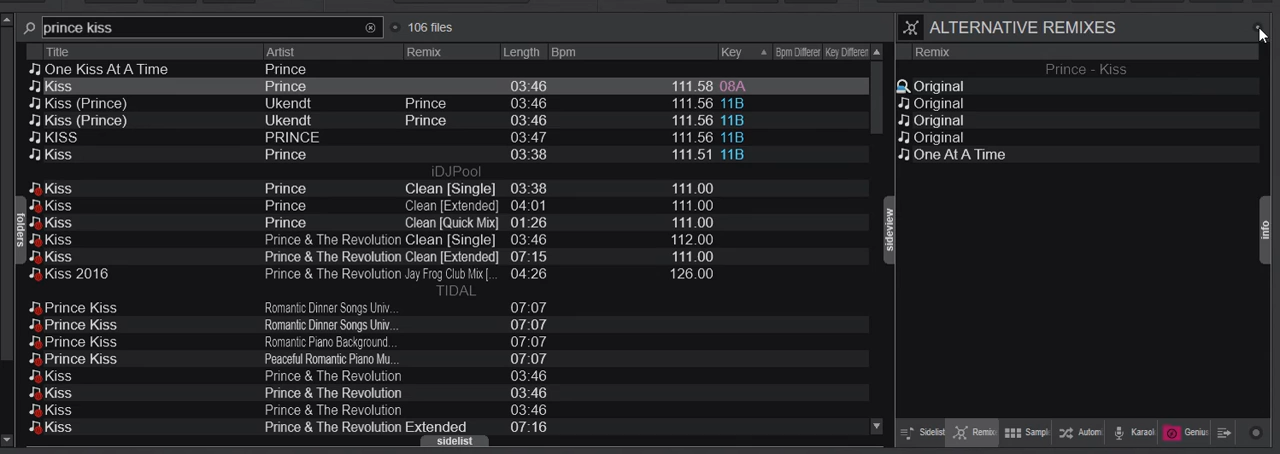 prince kiss 106 files
Title Artist Remix Length Bpm Key Bpm Differen Key Differen
One Kiss At A Time Prince
Kiss Prince 03:46 111.58 08A
Kiss (Prince) Ukendt Prince 03:46 111.56 11B
Kiss (Prince) Ukendt Prince 03:46 111.56 11B
KISS PRINCE 03:47 111.56 11B
Kiss Prince 03:38 111.51 11B
iDJPool
Kiss Prince Clean [Single] 03:38 111.00
Kiss Prince Clean [Extended] 04:01 111.00
Kiss Prince Clean [Quick Mix] 01:26 111.00
Kiss Prince & The Revolution Clean [Single] 03:46 112.00
Kiss Prince & The Revolution Clean [Extended] 07:15 111.00
Kiss 2016 Prince & The Revolution Jay Frog Club Mix [... 04:26 126.00
TIDAL
Prince Kiss Romantic Dinner Songs Univ... 07:07
Prince Kiss Romantic Dinner Songs Univ... 07:07
Prince Kiss Romantic Piano Background... 07:07
Prince Kiss Peaceful Romantic Piano Mu... 07:07
Kiss Prince & The Revolution 03:46
Kiss Prince & The Revolution 03:46
Kiss Prince & The Revolution 03:46
Kiss Prince & The Revolution Extended 07:16
folders
sidelist
sideview
ALTERNATIVE REMIXES
Remix
Prince - Kiss
Original
Original
Original
Original
One At A Time
info
Sidelist Remix Sampl Autom Karao Genius